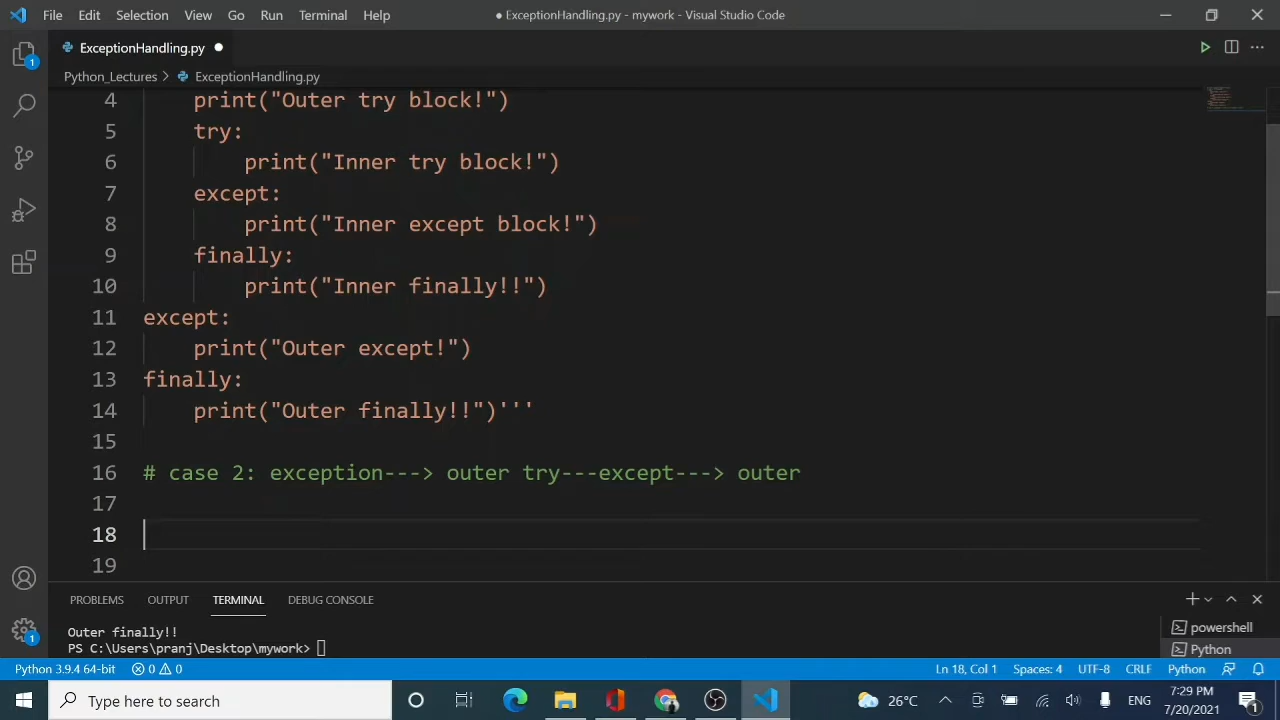 File Edit Selection View Go Run Terminal Help
● ExceptionHandling.py - mywork - Visual Studio Code
ExceptionHandling.py ●
Python_Lectures > ExceptionHandling.py
4 print("Outer try block!")
5 try:
6 print("Inner try block!")
7 except:
8 print("Inner except block!")
9 finally:
10 print("Inner finally!!")
11 except:
12 print("Outer except!")
13 finally:
14 print("Outer finally!!")'''
15
16 # case 2: exception---> outer try---except---> outer
17
18
19
PROBLEMS OUTPUT TERMINAL DEBUG CONSOLE
Outer finally!!
PS C:\Users\pranj\Desktop\mywork>
powershell
Python
1
1
Python 3.9.4 64-bit 0 0 Ln 18, Col 1 Spaces: 4 UTF-8 CRLF Python
Type here to search
26°C ENG 7:29 PM 7/20/2021 1